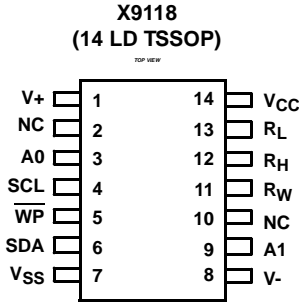 X9118
(14 LD TSSOP)
TOP VIEW
V+ 1 14 VCC
NC 2 13 RL
A0 3 12 RH
SCL 4 11 RW
WP 5 10 NC
SDA 6 9 A1
VSS 7 8 V-